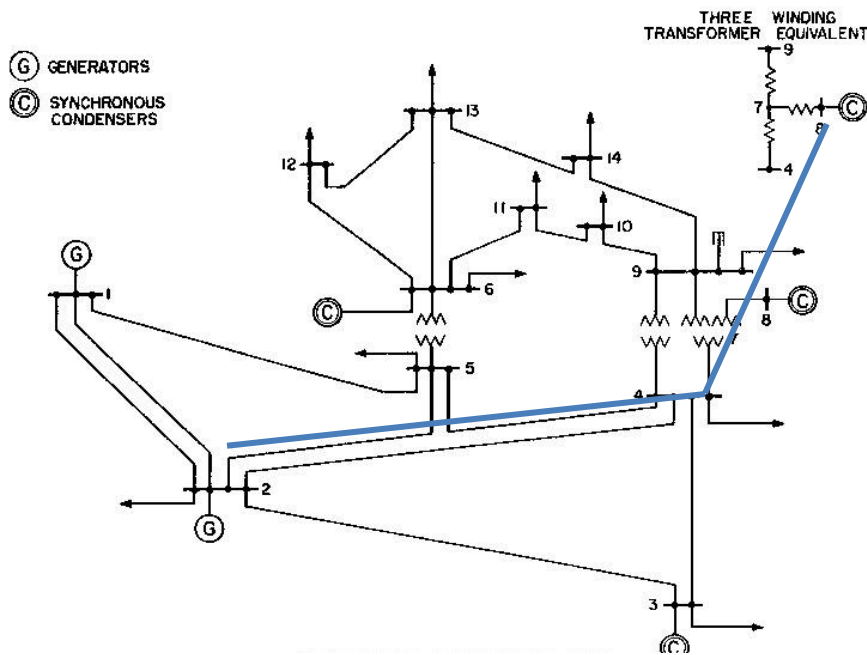 THREE WINDING
TRANSFORMER EQUIVALENT
9
G GENERATORS
7
C
8
C SYNCHRONOUS
CONDENSERS
13
4
12
14
11
10
G
9
1
6
C
8
C
7
5
4
2
G
3
C